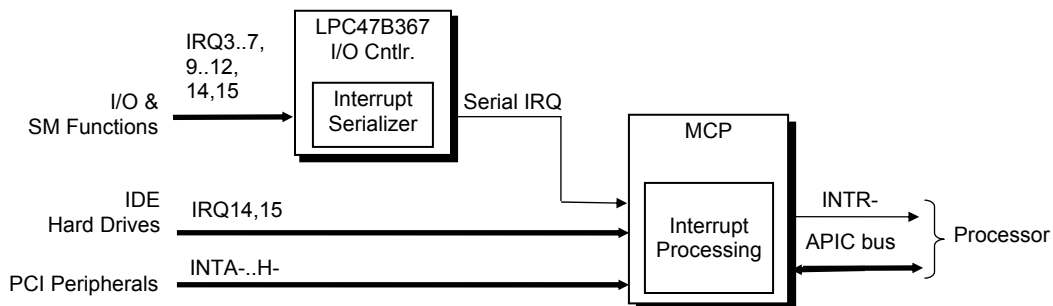 LPC47B367
I/O Cntlr.
IRQ3..7,
9..12,
14,15
I/O &
SM Functions
Interrupt
Serializer
Serial IRQ
MCP
IDE
Hard Drives
IRQ14,15
Interrupt
Processing
INTR-
APIC bus
Processor
PCI Peripherals
INTA-..H-